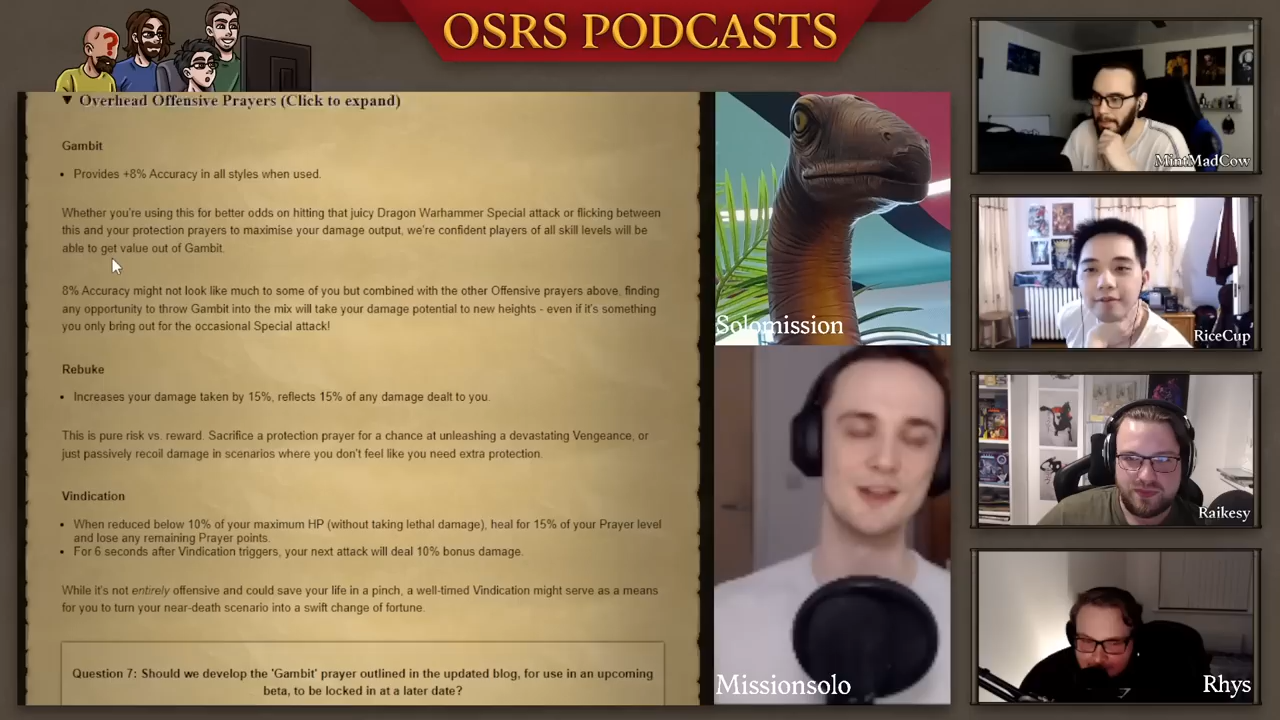 OSRS PODCASTS
▼ Overhead Offensive Prayers (Click to expand)
Gambit
• Provides +8% Accuracy in all styles when used.
Whether you're using this for better odds on hitting that juicy Dragon Warhammer Special attack or flicking between
this and your protection prayers to maximise your damage output, we're confident players of all skill levels will be
able to get value out of Gambit.
8% Accuracy might not look like much to some of you but combined with the other Offensive prayers above, finding
any opportunity to throw Gambit into the mix will take your damage potential to new heights - even if it's something
you only bring out for the occasional Special attack!
Rebuke
• Increases your damage taken by 15%, reflects 15% of any damage dealt to you.
This is pure risk vs. reward. Sacrifice a protection prayer for a chance at unleashing a devastating Vengeance, or
just passively recoil damage in scenarios where you don't feel like you need extra protection.
Vindication
• When reduced below 10% of your maximum HP (without taking lethal damage), heal for 15% of your Prayer level
and lose any remaining Prayer points.
• For 6 seconds after Vindication triggers, your next attack will deal 10% bonus damage.
While it's not entirely offensive and could save your life in a pinch, a well-timed Vindication might serve as a means
for you to turn your near-death scenario into a swift change of fortune.
Question 7: Should we develop the 'Gambit' prayer outlined in the updated blog, for use in an upcoming
beta, to be locked in at a later date?
Solomission
Missionsolo
MintMadCow
RiceCup
Raikesy
Rhys